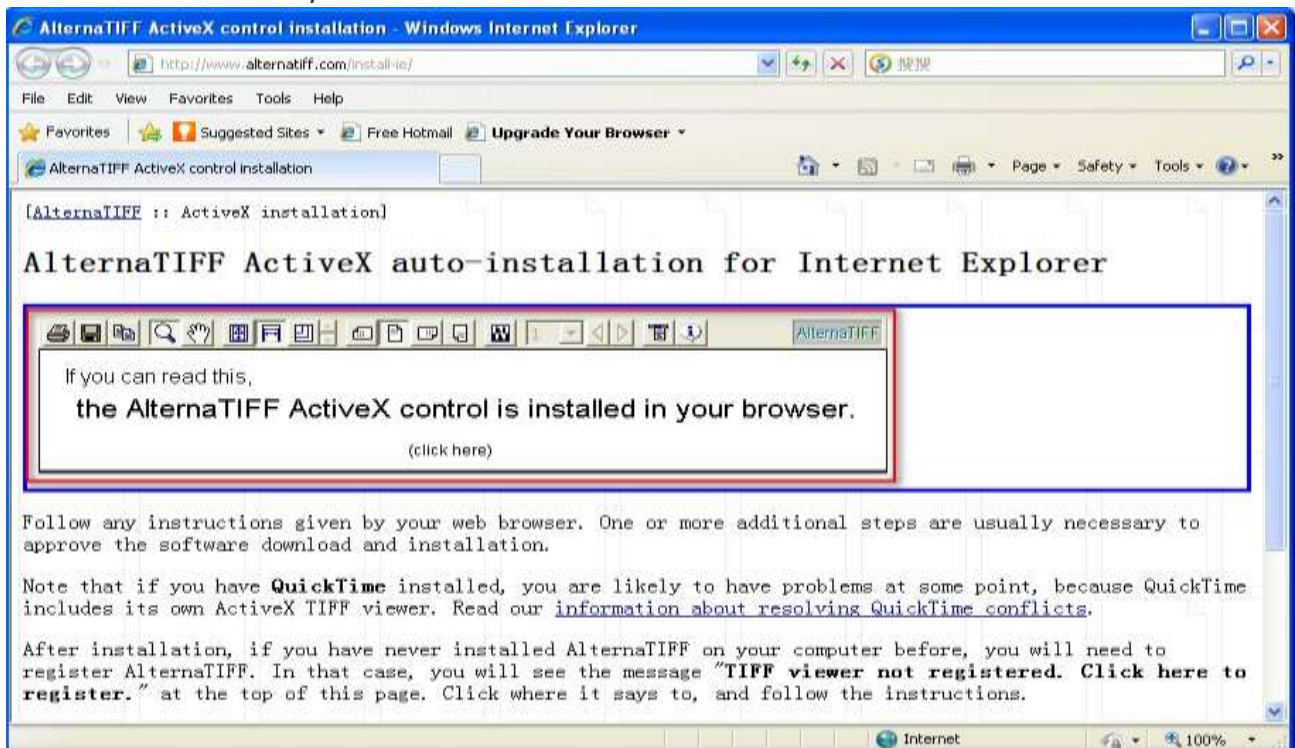 AlternaTIFF ActiveX control installation - Windows Internet Explorer
http://www.alternatiff.com/install-ie/
搜搜
File Edit View Favorites Tools Help
Favorites Suggested Sites Free Hotmail Upgrade Your Browser
AlternaTIFF ActiveX control installation Page Safety Tools
[AlternaTIFF :: ActiveX installation]
AlternaTIFF ActiveX auto-installation for Internet Explorer
1 AlternaTIFF
If you can read this,
the AlternaTIFF ActiveX control is installed in your browser.
(click here)
Follow any instructions given by your web browser. One or more additional steps are usually necessary to
approve the software download and installation.
Note that if you have QuickTime installed, you are likely to have problems at some point, because QuickTime
includes its own ActiveX TIFF viewer. Read our information about resolving QuickTime conflicts.
After installation, if you have never installed AlternaTIFF on your computer before, you will need to
register AlternaTIFF. In that case, you will see the message "TIFF viewer not registered. Click here to
register." at the top of this page. Click where it says to, and follow the instructions.
Internet 100%